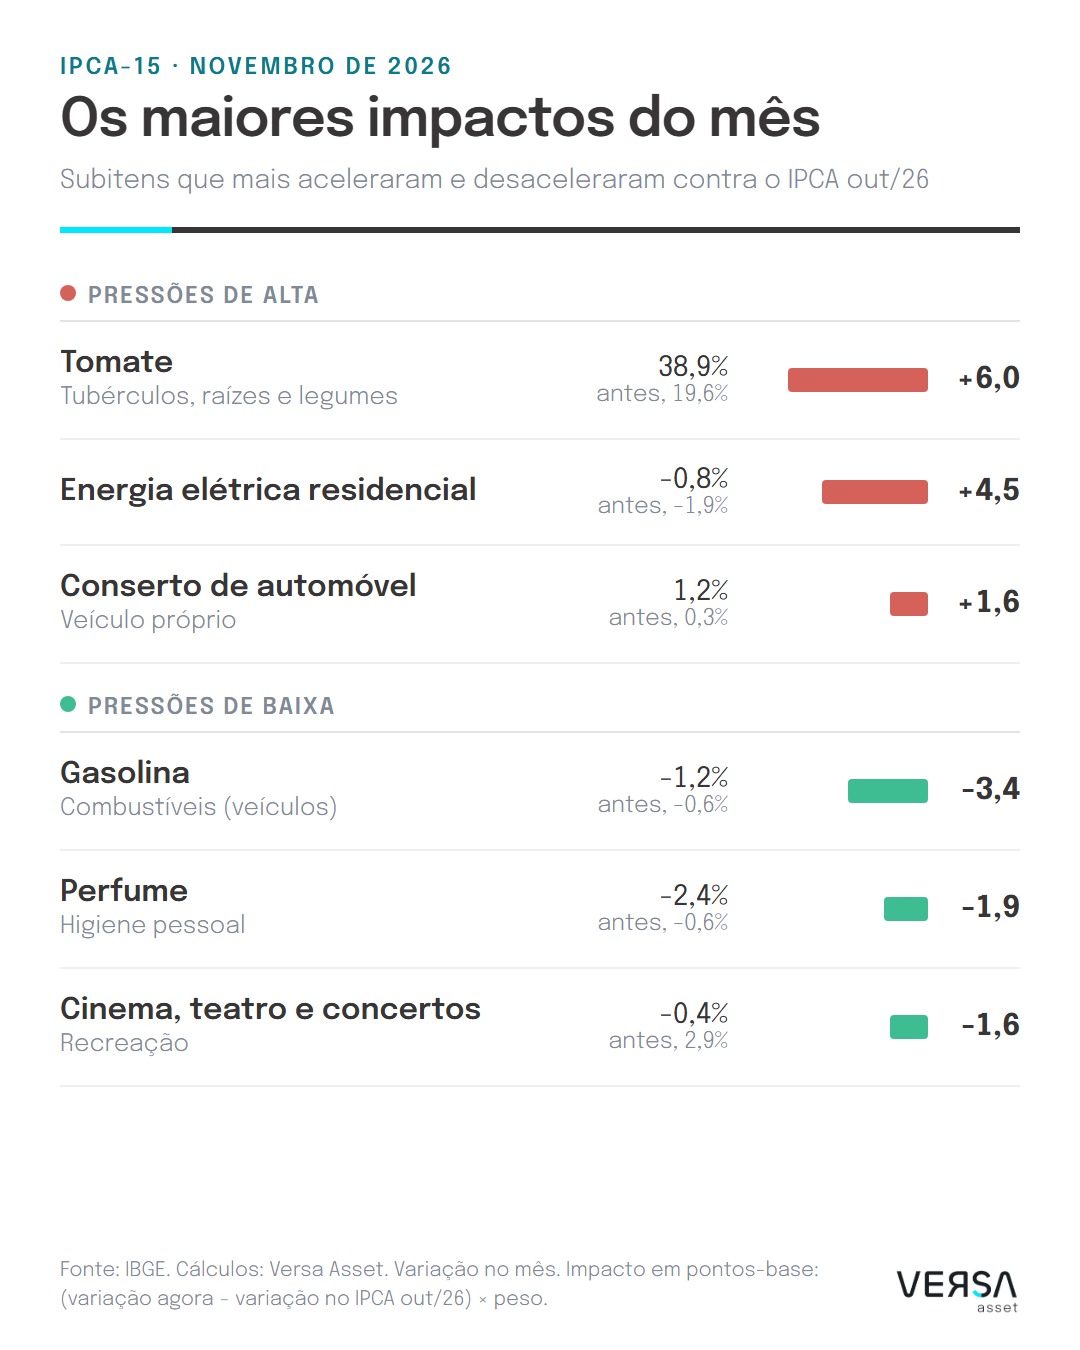 IPCA-15 · NOVEMBRO DE 2026
Os maiores impactos do mês
Subitens que mais aceleraram e desaceleraram contra o IPCA out/26
PRESSÕES DE ALTA
Tomate
Tubérculos, raízes e legumes
38,9%
antes, 19,6%
+6,0
Energia elétrica residencial
-0,8%
antes, -1,9%
+4,5
Conserto de automóvel
Veículo próprio
1,2%
antes, 0,3%
+1,6
PRESSÕES DE BAIXA
Gasolina
Combustíveis (veículos)
-1,2%
antes, -0,6%
-3,4
Perfume
Higiene pessoal
-2,4%
antes, -0,6%
-1,9
Cinema, teatro e concertos
Recreação
-0,4%
antes, 2,9%
-1,6
Fonte: IBGE. Cálculos: Versa Asset. Variação no mês. Impacto em pontos-base:
(variação agora - variação no IPCA out/26) × peso.
VERSA
asset